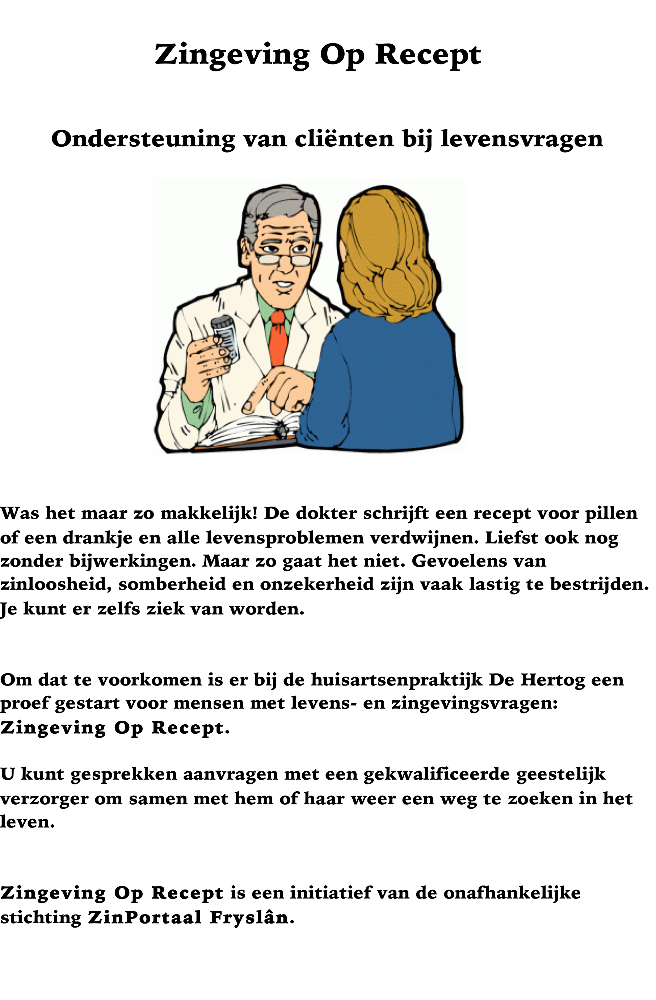 Zingeving Op Recept
Ondersteuning van cliënten bij levensvragen
Was het maar zo makkelijk! De dokter schrijft een recept voor pillen
of een drankje en alle levensproblemen verdwijnen. Liefst ook nog
zonder bijwerkingen. Maar zo gaat het niet. Gevoelens van
zinloosheid, somberheid en onzekerheid zijn vaak lastig te bestrijden.
Je kunt er zelfs ziek van worden.
Om dat te voorkomen is er bij de huisartsenpraktijk De Hertog een
proef gestart voor mensen met levens- en zingevingsvragen:
Zingeving Op Recept.
U kunt gesprekken aanvragen met een gekwalificeerde geestelijk
verzorger om samen met hem of haar weer een weg te zoeken in het
leven.
Zingeving Op Recept is een initiatief van de onafhankelijke
stichting ZinPortaal Fryslân.